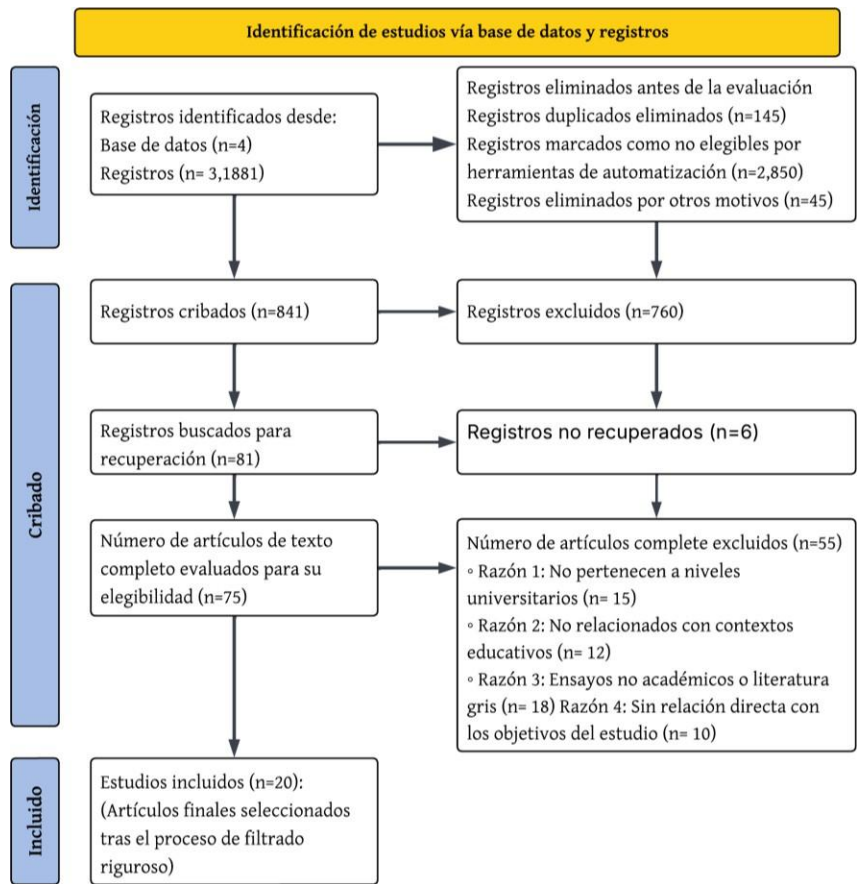 Identificación de estudios vía base de datos y registros
Identificación
Registros identificados desde:
Base de datos (n=4)
Registros (n= 3,1881)
Registros eliminados antes de la evaluación
Registros duplicados eliminados (n=145)
Registros marcados como no elegibles por
herramientas de automatización (n=2,850)
Registros eliminados por otros motivos (n=45)
Cribado
Registros cribados (n=841)
Registros excluidos (n=760)
Registros buscados para
recuperación (n=81)
Registros no recuperados (n=6)
Número de artículos de texto
completo evaluados para su
elegibilidad (n=75)
Número de artículos complete excluidos (n=55)
◦ Razón 1: No pertenecen a niveles
universitarios (n= 15)
◦ Razón 2: No relacionados con contextos
educativos (n= 12)
◦ Razón 3: Ensayos no académicos o literatura
gris (n= 18) Razón 4: Sin relación directa con
los objetivos del estudio (n= 10)
Incluido
Estudios incluidos (n=20):
(Artículos finales seleccionados
tras el proceso de filtrado
riguroso)